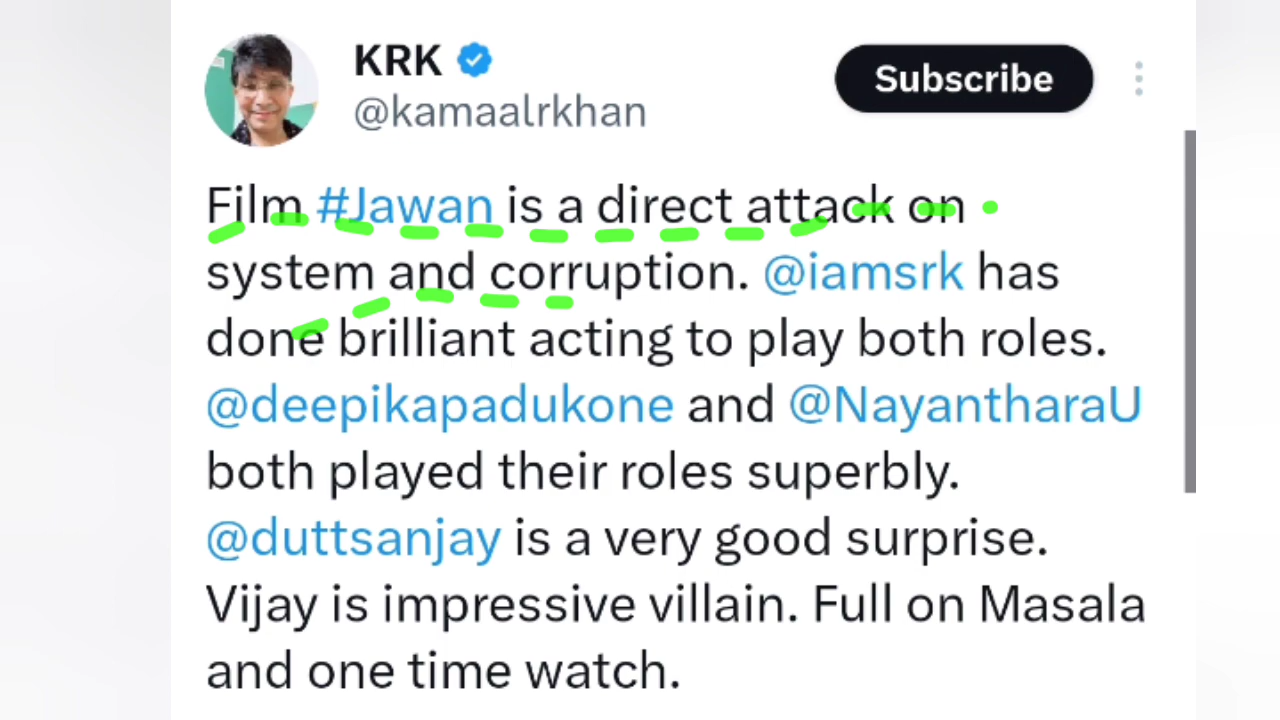 KRK
@kamaalrkhan
Subscribe
Film #Jawan is a direct attack on
system and corruption. @iamsrk has
done brilliant acting to play both roles.
@deepikapadukone and @NayantharaU
both played their roles superbly.
@duttsanjay is a very good surprise.
Vijay is impressive villain. Full on Masala
and one time watch.